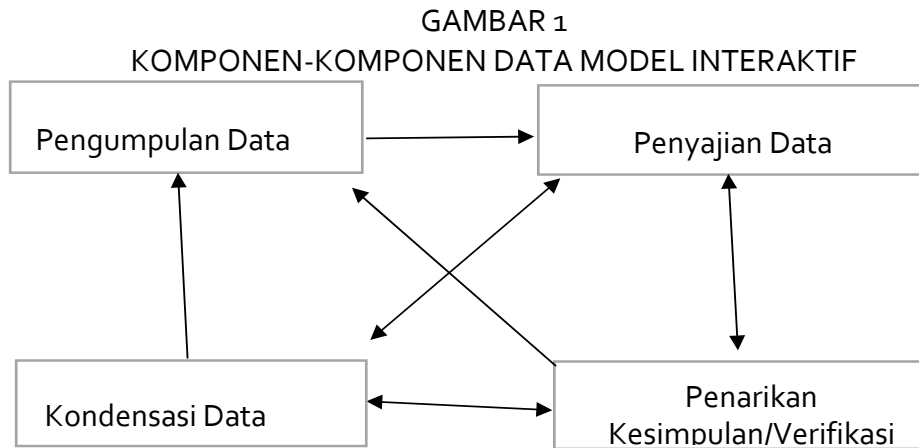 GAMBAR 1
KOMPONEN-KOMPONEN DATA MODEL INTERAKTIF
Pengumpulan Data
Penyajian Data
Kondensasi Data
Penarikan
Kesimpulan/Verifikasi